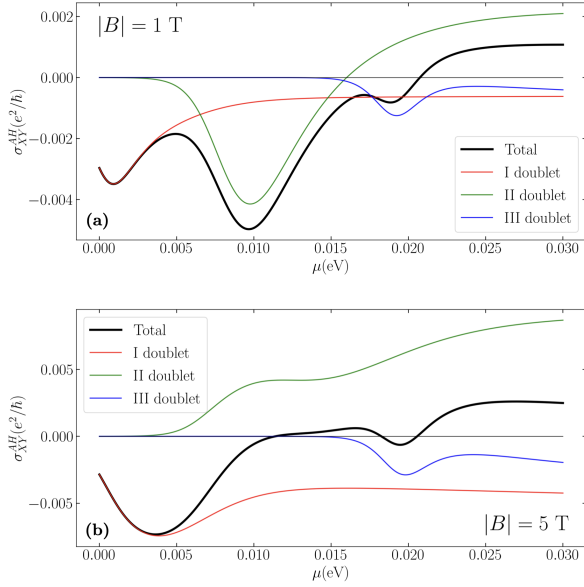 |B| = 1 T
0.002
0.000
−0.002
−0.004
σ_{XY}^{AH}(e²/ħ)
Total
I doublet
II doublet
III doublet
(a)
0.000 0.005 0.010 0.015 0.020 0.025 0.030
μ(eV)
Total
I doublet
II doublet
III doublet
0.005
0.000
−0.005
σ_{XY}^{AH}(e²/ħ)
(b)
|B| = 5 T
0.000 0.005 0.010 0.015 0.020 0.025 0.030
μ(eV)